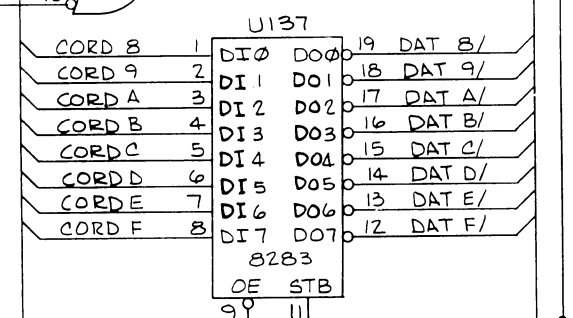 U137
CORD 8 1 DIØ DOØ 19 DAT 8/
CORD 9 2 DI 1 DO1 18 DAT 9/
CORD A 3 DI 2 DO2 17 DAT A/
CORD B 4 DI 3 DO3 16 DAT B/
CORD C 5 DI 4 DO4 15 DAT C/
CORD D 6 DI 5 DO5 14 DAT D/
CORD E 7 DI 6 DO6 13 DAT E/
CORD F 8 DI 7 DO7 12 DAT F/
8283
OE STB
9 11